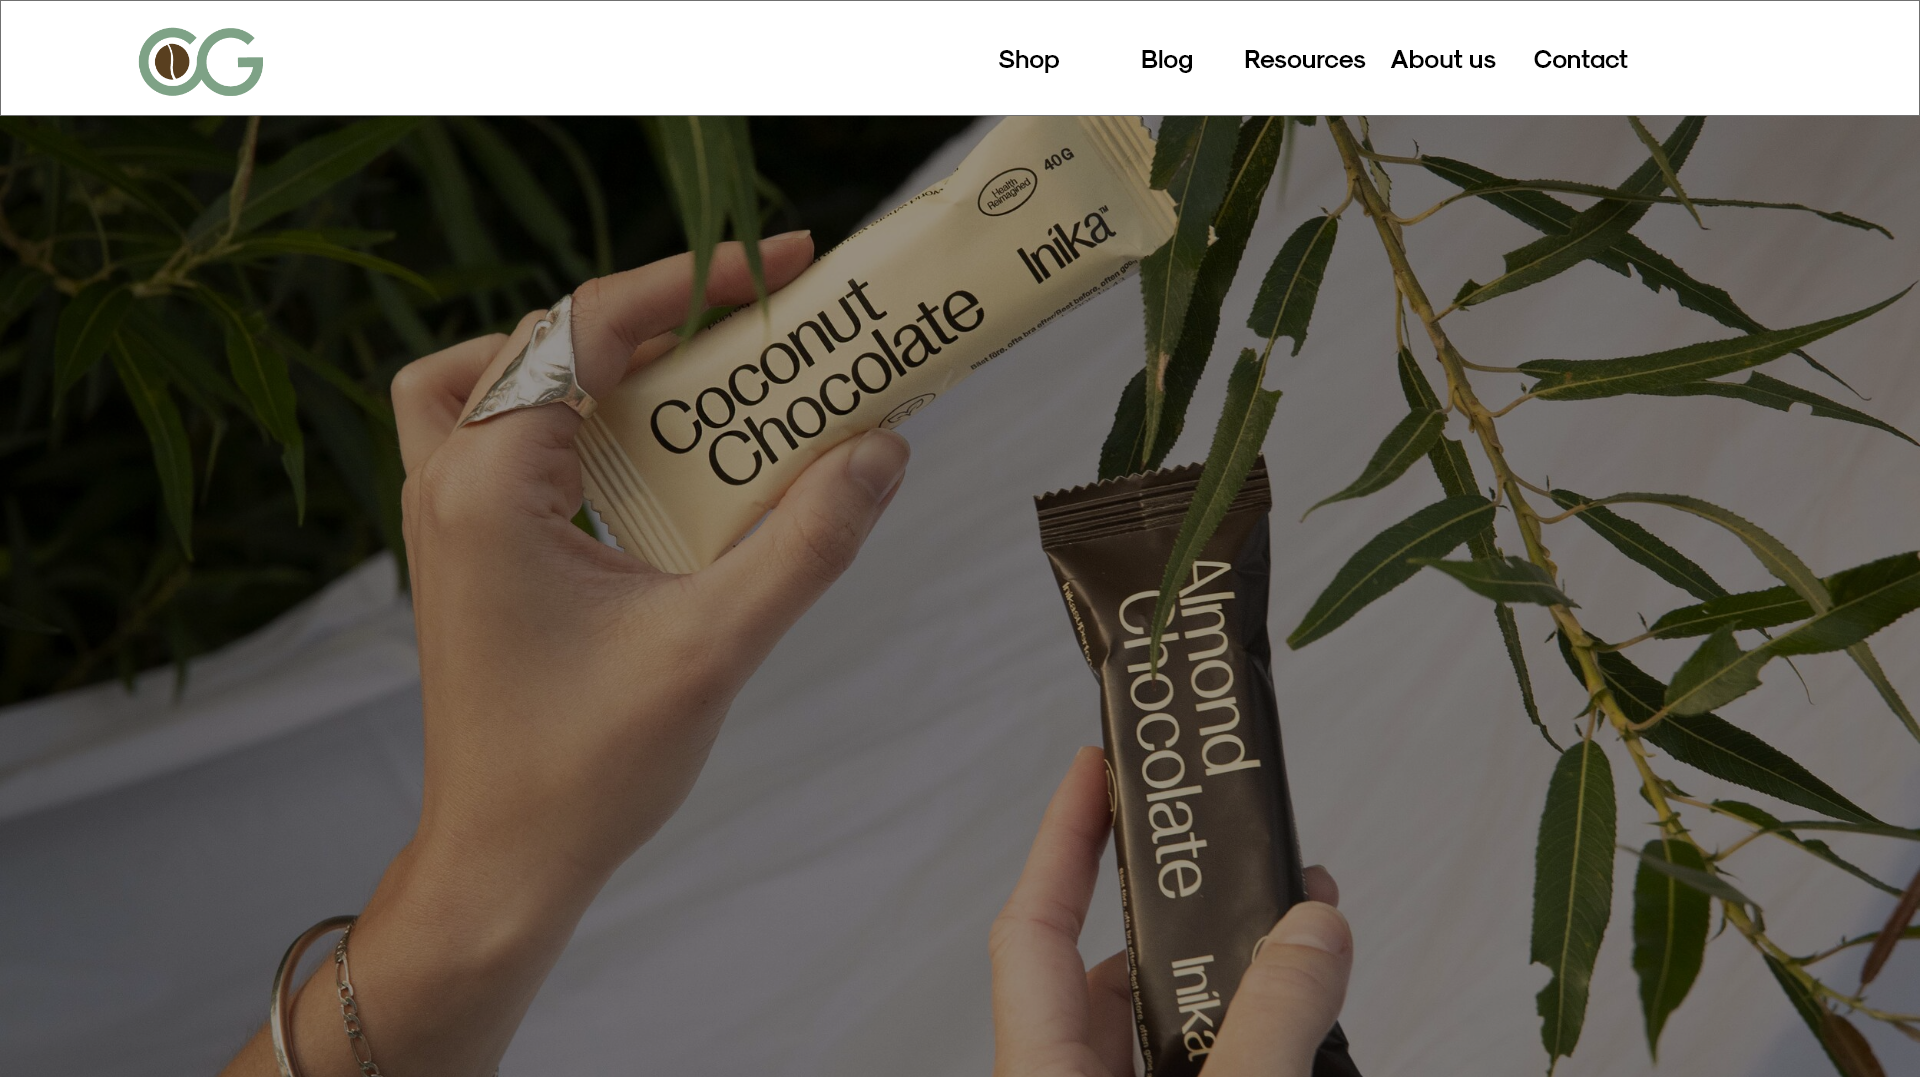 CG
Shop Blog Resources About us Contact
Health
Reimagined
40G
Inika™
Coconut
Chocolate
Bäst före, ofta bra efter/Best before, often good
Almond
Chocolate
Inika